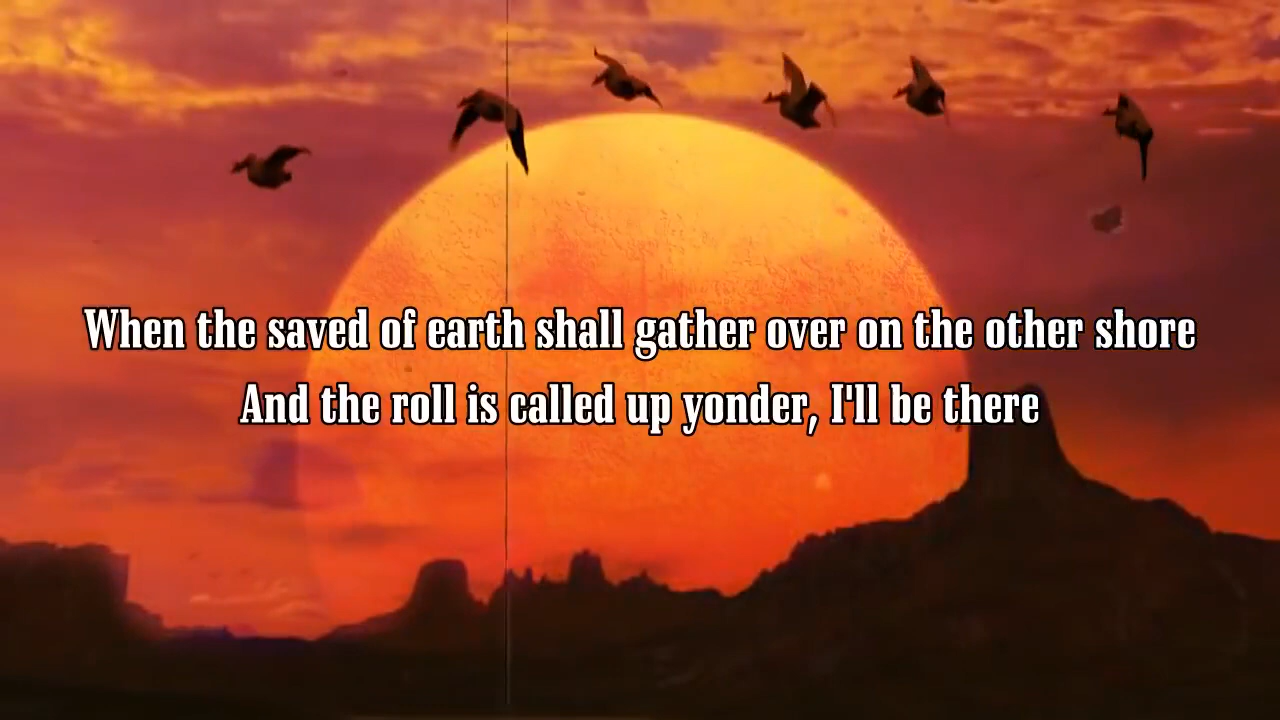 When the saved of earth shall gather over on the other shore
And the roll is called up yonder, I'll be there